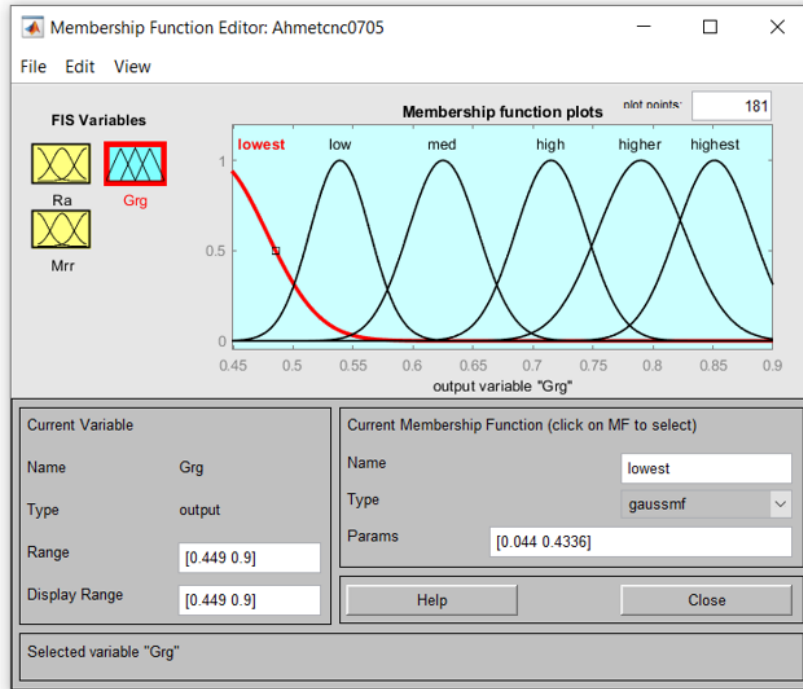 Membership Function Editor: Ahmetcnc0705
File Edit View
FIS Variables
Ra
Grg
Mrr
Membership function plots
plot points:
181
lowest low med high higher highest
1
0.5
0
0.45 0.5 0.55 0.6 0.65 0.7 0.75 0.8 0.85 0.9
output variable "Grg"
Current Variable
Name Grg
Type output
Range [0.449 0.9]
Display Range [0.449 0.9]
Current Membership Function (click on MF to select)
Name lowest
Type gaussmf
Params [0.044 0.4336]
Help Close
Selected variable "Grg"